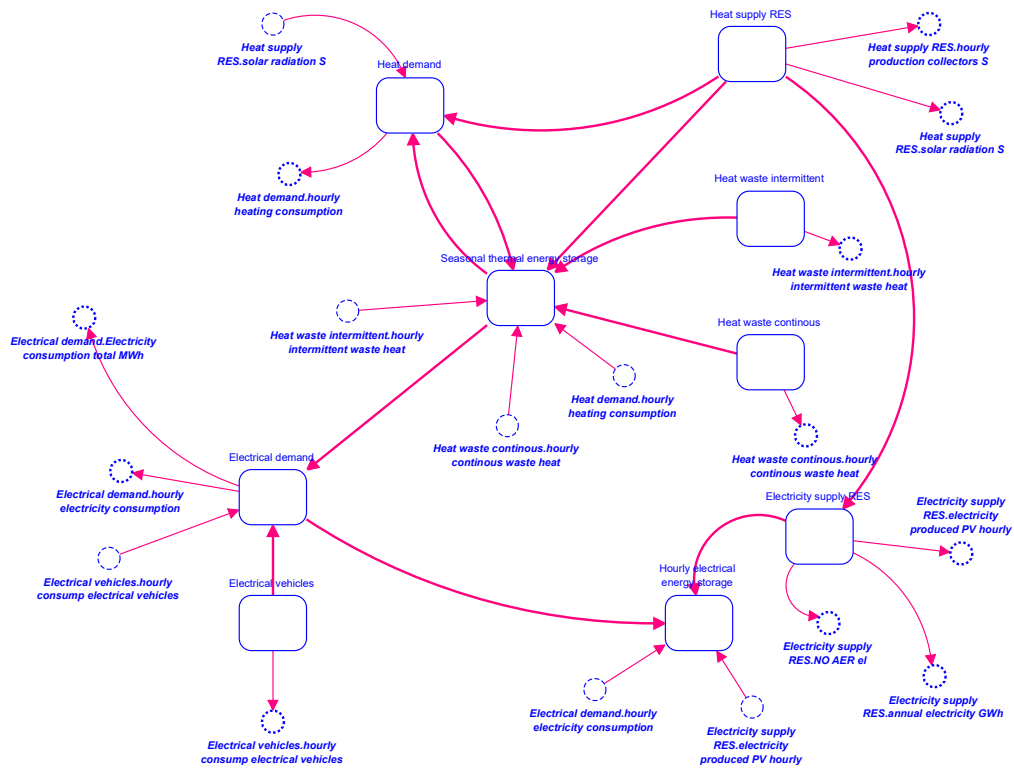 Heat supply RES
Heat supply
RES.solar radiation S
Heat supply RES.hourly
production collectors S
Heat demand
Heat supply
RES.solar radiation S
Heat waste intermittent
Heat demand.hourly
heating consumption
Seasonal thermal energy storage
Heat waste intermittent.hourly
intermittent waste heat
Heat waste continous
Electrical demand.Electricity
consumption total MWh
Heat waste intermittent.hourly
intermittent waste heat
Heat demand.hourly
heating consumption
Heat waste continous.hourly
continous waste heat
Heat waste continous.hourly
continous waste heat
Electrical demand
Electrical demand.hourly
electricity consumption
Electricity supply RES
Electricity supply
RES.electricity
produced PV hourly
Electrical vehicles.hourly
consump electrical vehicles
Electrical vehicles
Hourly electrical
energy storage
Electricity supply
RES.NO AER el
Electricity supply
RES.annual electricity GWh
Electrical demand.hourly
electricity consumption
Electricity supply
RES.electricity
produced PV hourly
Electrical vehicles.hourly
consump electrical vehicles